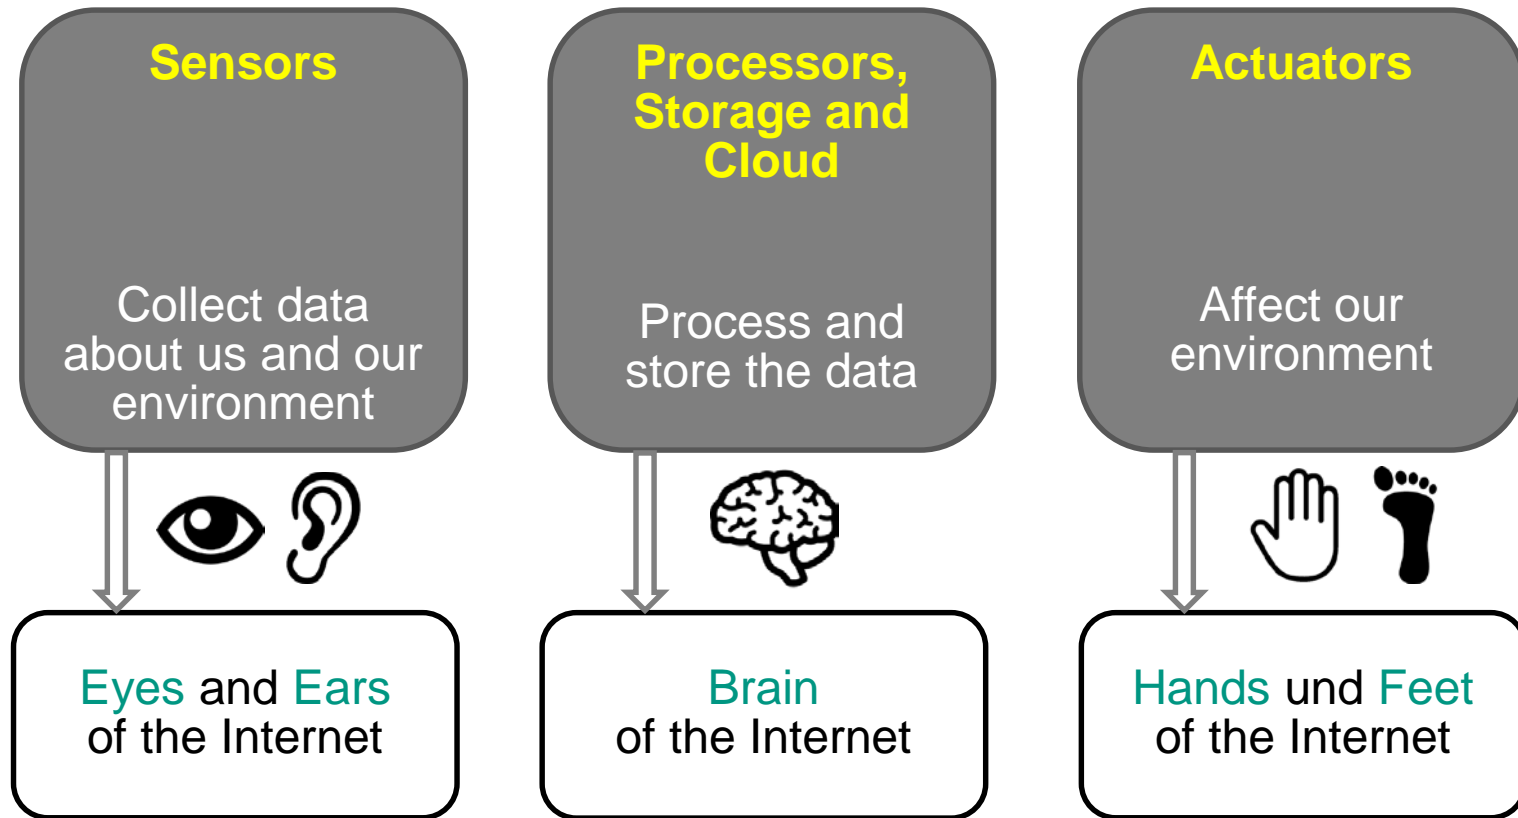 Sensors
Collect data
about us and our
environment
Eyes and Ears
of the Internet
Processors,
Storage and
Cloud
Process and
store the data
Brain
of the Internet
Actuators
Affect our
environment
Hands und Feet
of the Internet